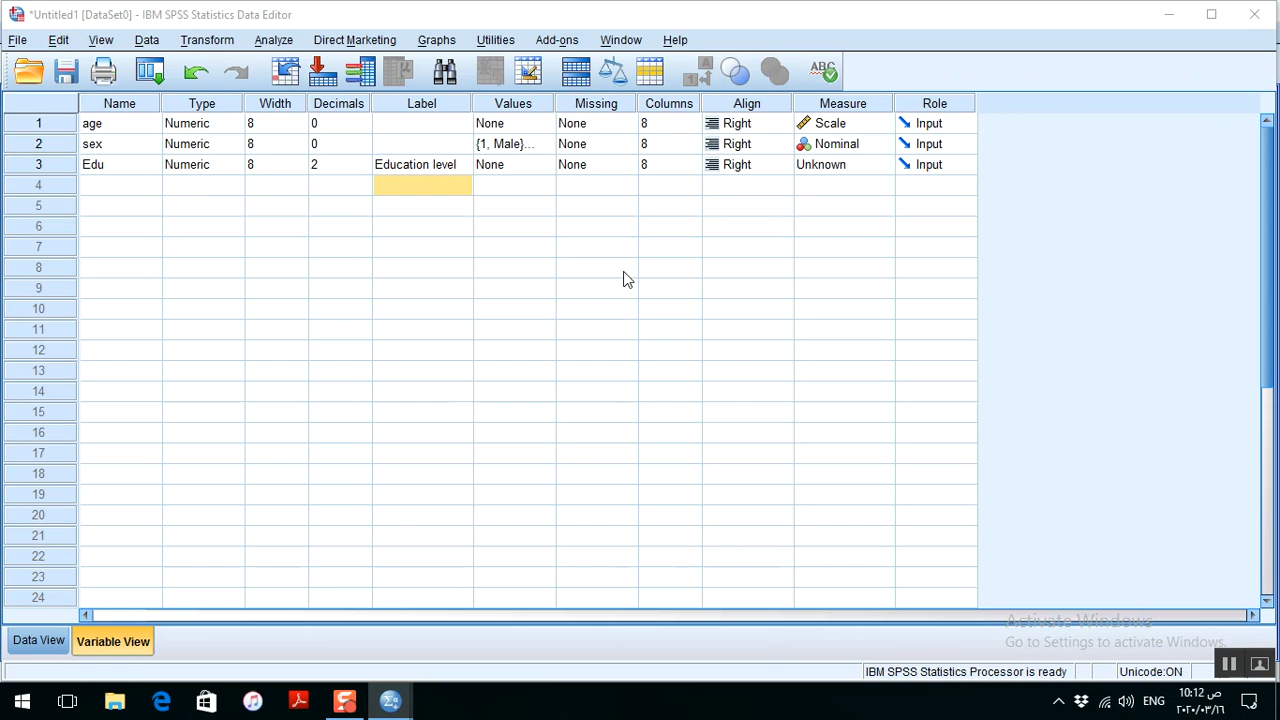 *Untitled1 [DataSet0] - IBM SPSS Statistics Data Editor
File Edit View Data Transform Analyze Direct Marketing Graphs Utilities Add-ons Window Help
Name Type Width Decimals Label Values Missing Columns Align Measure Role
1 age Numeric 8 0 None None 8 Right Scale Input
2 sex Numeric 8 0 {1, Male}... None 8 Right Nominal Input
3 Edu Numeric 8 2 Education level None None 8 Right Unknown Input
4
5
6
7
8
9
10
11
12
13
14
15
16
17
18
19
20
21
22
23
24
Activate Windows
Go to Settings to activate Windows.
Data View Variable View
IBM SPSS Statistics Processor is ready Unicode:ON
ENG
10:12 ص
٢٠٢٠/٠٣/٢٦